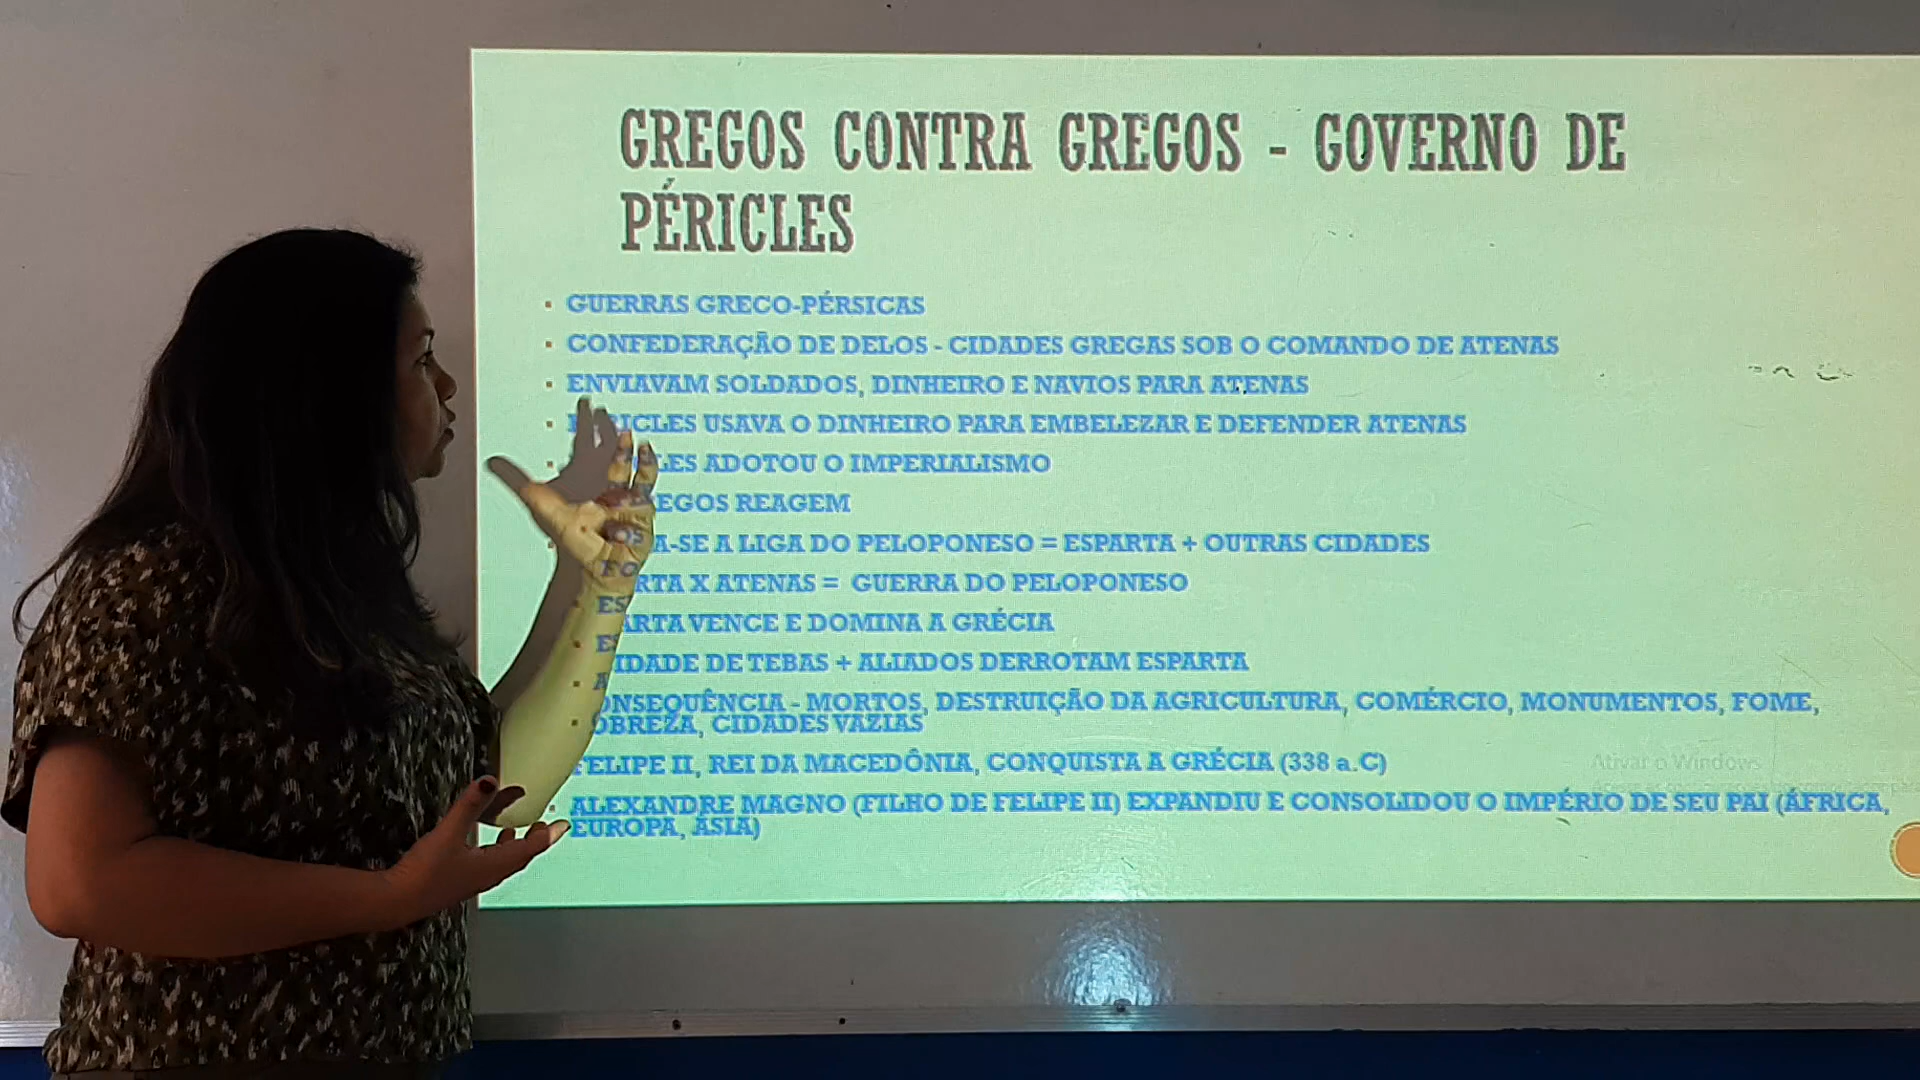 GREGOS CONTRA GREGOS - GOVERNO DE
PÉRICLES
GUERRAS GRECO-PÉRSICAS
CONFEDERAÇÃO DE DELOS - CIDADES GREGAS SOB O COMANDO DE ATENAS
ENVIAVAM SOLDADOS, DINHEIRO E NAVIOS PARA ATENAS
PÉRICLES USAVA O DINHEIRO PARA EMBELEZAR E DEFENDER ATENAS
ADOTOU O IMPERIALISMO
REAGEM
A LIGA DO PELOPONESO = ESPARTA + OUTRAS CIDADES
X ATENAS = GUERRA DO PELOPONESO
VENCE E DOMINA A GRÉCIA
DE TEBAS + ALIADOS DERROTAM ESPARTA
- MORTOS, DESTRUIÇÃO DA AGRICULTURA, COMÉRCIO, MONUMENTOS, FOME,
CIDADES VAZIAS
FELIPE II, REI DA MACEDÔNIA, CONQUISTA A GRÉCIA (338 a.C)
ALEXANDRE MAGNO (FILHO DE FELIPE II) EXPANDIU E CONSOLIDOU O IMPÉRIO DE SEU PAI (ÁFRICA,
EUROPA, ÁSIA)
Ativar o Windows